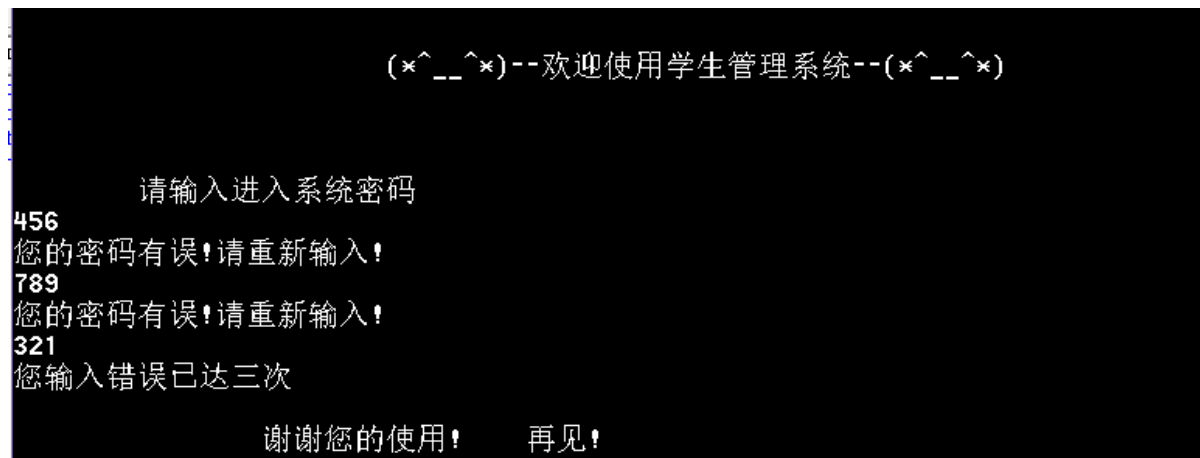 (*^__^*)--欢迎使用学生管理系统--(*^__^*)
请输入进入系统密码
456
您的密码有误!请重新输入!
789
您的密码有误!请重新输入!
321
您输入错误已达三次
谢谢您的使用! 再见!